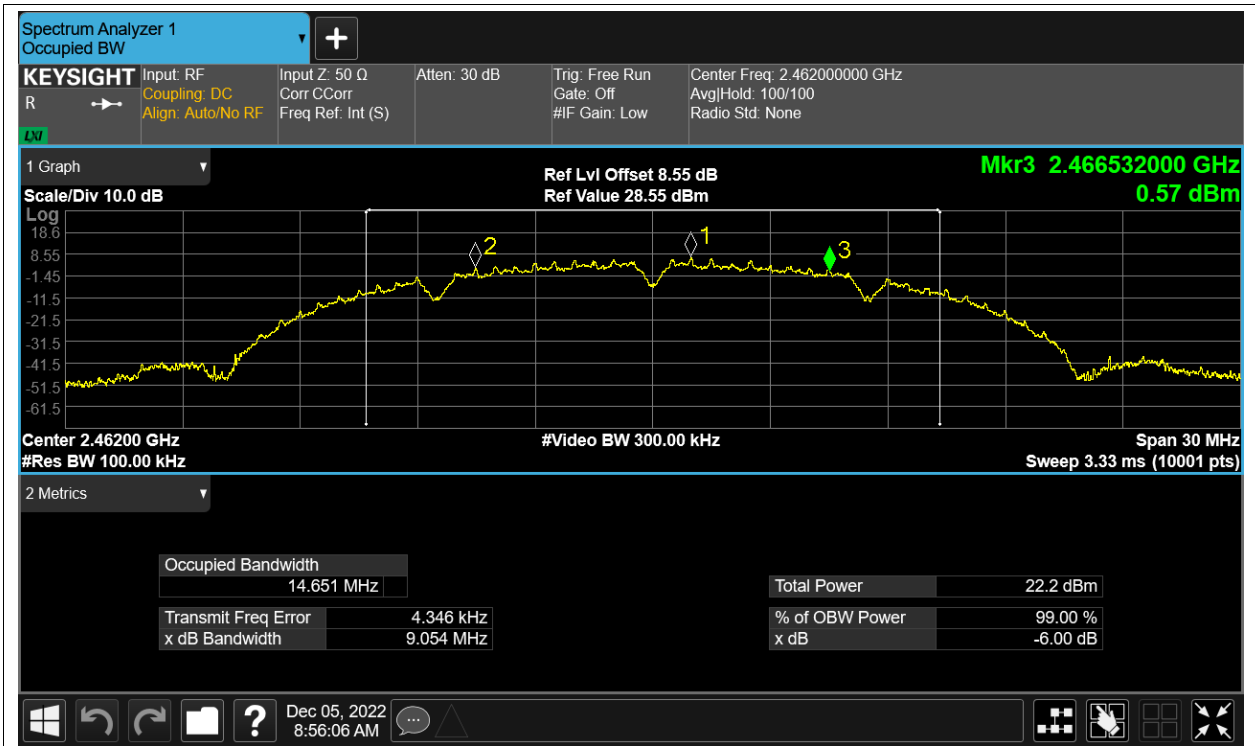 Spectrum Analyzer 1
Occupied BW
KEYSIGHT
R
LXI
Input: RF
Coupling: DC
Align: Auto/No RF
Input Z: 50 Ω
Corr CCorr
Freq Ref: Int (S)
Atten: 30 dB
Trig: Free Run
Gate: Off
#IF Gain: Low
Center Freq: 2.462000000 GHz
Avg|Hold: 100/100
Radio Std: None
1 Graph
Scale/Div 10.0 dB
Ref Lvl Offset 8.55 dB
Ref Value 28.55 dBm
Mkr3 2.466532000 GHz
0.57 dBm
Log
18.6
8.55
-1.45
-11.5
-21.5
-31.5
-41.5
-51.5
-61.5
2
1
3
Center 2.46200 GHz
#Res BW 100.00 kHz
#Video BW 300.00 kHz
Span 30 MHz
Sweep 3.33 ms (10001 pts)
2 Metrics
Occupied Bandwidth
14.651 MHz
Transmit Freq Error 4.346 kHz
x dB Bandwidth 9.054 MHz
Total Power 22.2 dBm
% of OBW Power 99.00 %
x dB -6.00 dB
Dec 05, 2022
8:56:06 AM